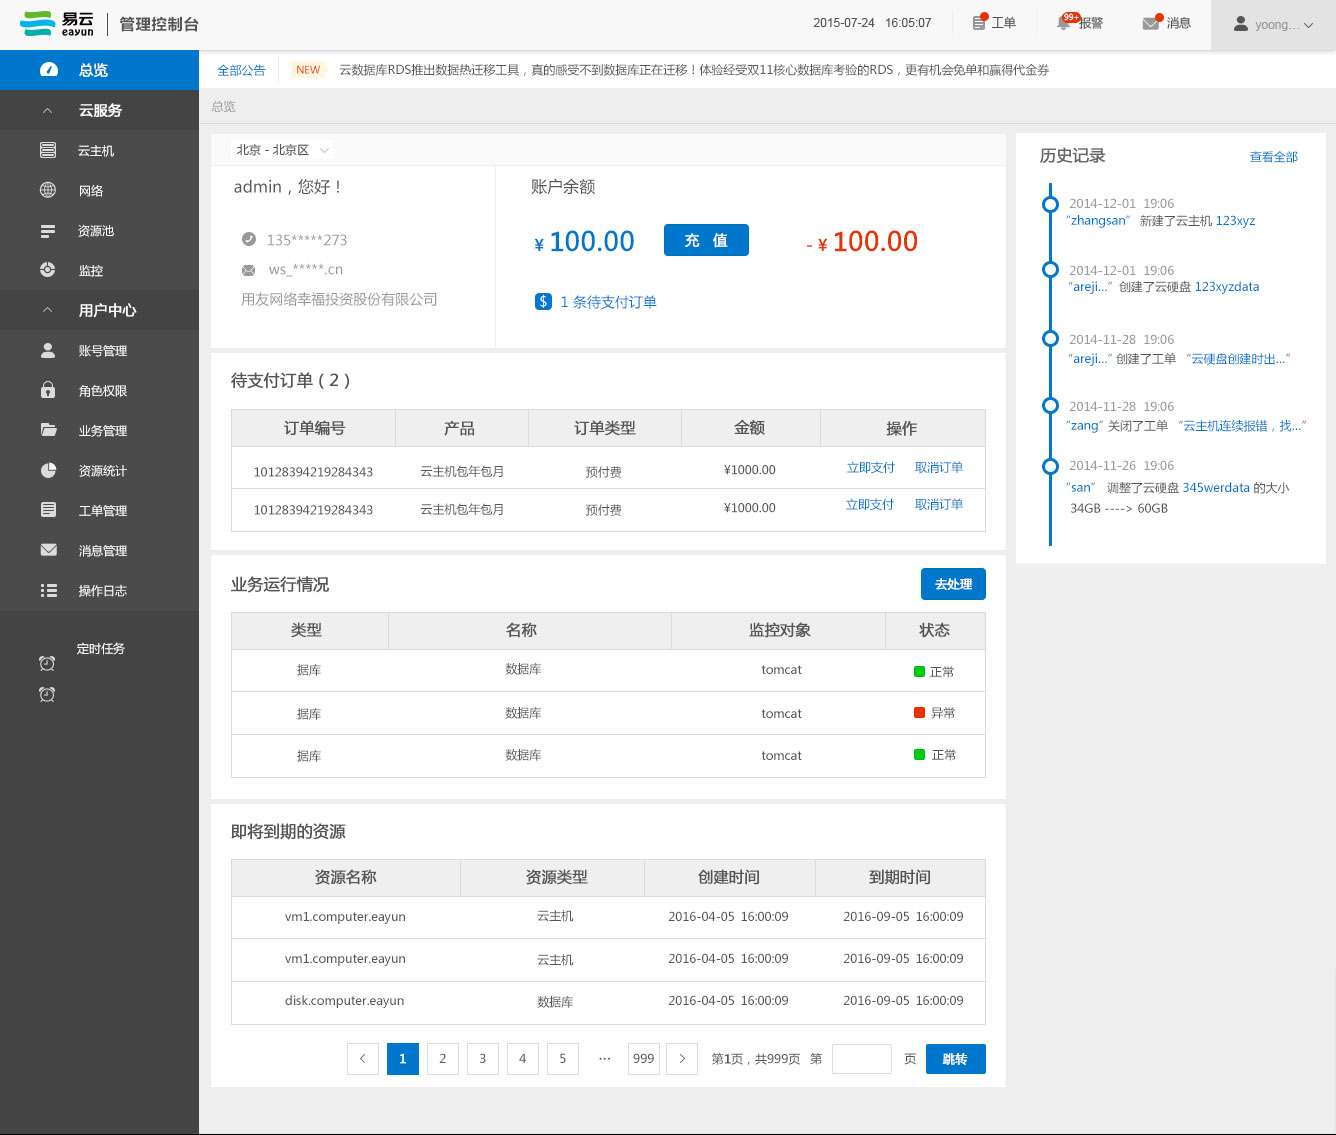 易云
eayun
管理控制台
2015-07-24 16:05:07
工单
99+
报警
消息
yoong...
总览
云服务
云主机
网络
资源池
监控
用户中心
账号管理
角色权限
业务管理
资源统计
工单管理
消息管理
操作日志
定时任务
全部公告 NEW 云数据库RDS推出数据热迁移工具，真的感受不到数据库正在迁移！体验经受双11核心数据库考验的RDS，更有机会免单和赢得代金券
总览
北京 - 北京区
admin，您好！
135*****273
ws_*****.cn
用友网络幸福投资股份有限公司
账户余额
¥ 100.00 充 值 - ¥ 100.00
$ 1 条待支付订单
待支付订单（2）
订单编号 产品 订单类型 金额 操作
10128394219284343 云主机包年包月 预付费 ¥1000.00 立即支付 取消订单
10128394219284343 云主机包年包月 预付费 ¥1000.00 立即支付 取消订单
业务运行情况 去处理
类型 名称 监控对象 状态
据库 数据库 tomcat 正常
据库 数据库 tomcat 异常
据库 数据库 tomcat 正常
即将到期的资源
资源名称 资源类型 创建时间 到期时间
vm1.computer.eayun 云主机 2016-04-05 16:00:09 2016-09-05 16:00:09
vm1.computer.eayun 云主机 2016-04-05 16:00:09 2016-09-05 16:00:09
disk.computer.eayun 数据库 2016-04-05 16:00:09 2016-09-05 16:00:09
< 1 2 3 4 5 ··· 999 > 第1页，共999页 第 页 跳转
历史记录 查看全部
2014-12-01 19:06
“zhangsan” 新建了云主机 123xyz
2014-12-01 19:06
“areji...” 创建了云硬盘 123xyzdata
2014-11-28 19:06
“areji...” 创建了工单 “云硬盘创建时出...”
2014-11-28 19:06
“zang” 关闭了工单 “云主机连续报错，找...”
2014-11-26 19:06
“san” 调整了云硬盘 345werdata 的大小
34GB ----> 60GB